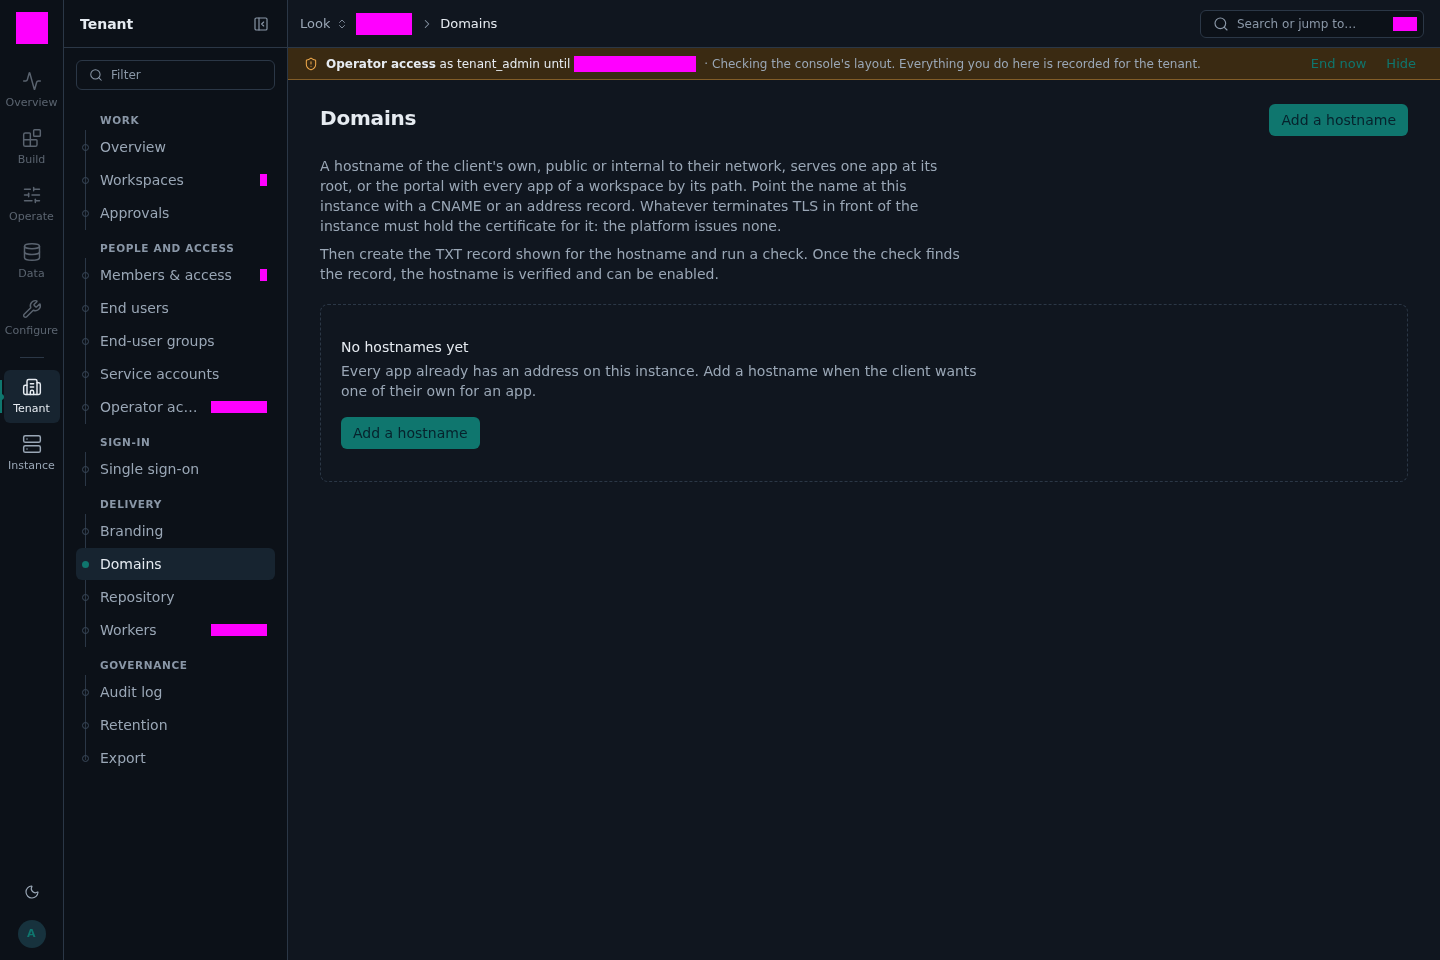 Tenant
Look
Domains
Search or jump to…
Operator access as tenant_admin until
· Checking the console's layout. Everything you do here is recorded for the tenant.
End now
Hide
Overview
Build
Operate
Data
Configure
Tenant
Instance
A
Filter
WORK
Overview
Workspaces
Approvals
PEOPLE AND ACCESS
Members & access
End users
End-user groups
Service accounts
Operator ac…
SIGN-IN
Single sign-on
DELIVERY
Branding
Domains
Repository
Workers
GOVERNANCE
Audit log
Retention
Export
Domains
Add a hostname
A hostname of the client's own, public or internal to their network, serves one app at its
root, or the portal with every app of a workspace by its path. Point the name at this
instance with a CNAME or an address record. Whatever terminates TLS in front of the
instance must hold the certificate for it: the platform issues none.
Then create the TXT record shown for the hostname and run a check. Once the check finds
the record, the hostname is verified and can be enabled.
No hostnames yet
Every app already has an address on this instance. Add a hostname when the client wants
one of their own for an app.
Add a hostname